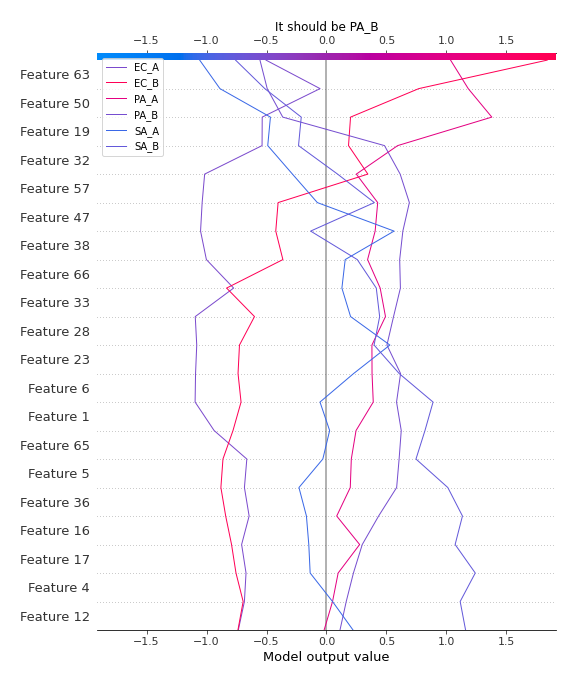 It should be PA_B
−1.5 −1.0 −0.5 0.0 0.5 1.0 1.5
EC_A
EC_B
PA_A
PA_B
SA_A
SA_B
Feature 63
Feature 50
Feature 19
Feature 32
Feature 57
Feature 47
Feature 38
Feature 66
Feature 33
Feature 28
Feature 23
Feature 6
Feature 1
Feature 65
Feature 5
Feature 36
Feature 16
Feature 17
Feature 4
Feature 12
−1.5 −1.0 −0.5 0.0 0.5 1.0 1.5
Model output value